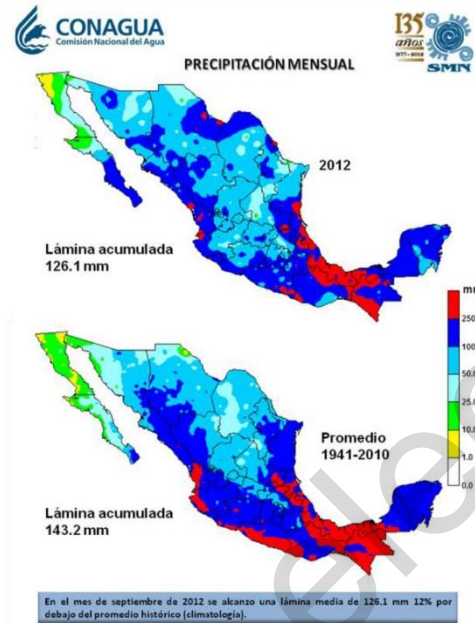 CONAGUA
Comisión Nacional del Agua
135
años
1877-2012
SMN
PRECIPITACIÓN MENSUAL
2012
Lámina acumulada
126.1 mm
mm
250
100
50.0
25.0
10.0
1.0
0.0
Promedio
1941-2010
Lámina acumulada
143.2 mm
En el mes de septiembre de 2012 se alcanzo una lámina media de 126.1 mm 12% por
debajo del promedio histórico (climatología).